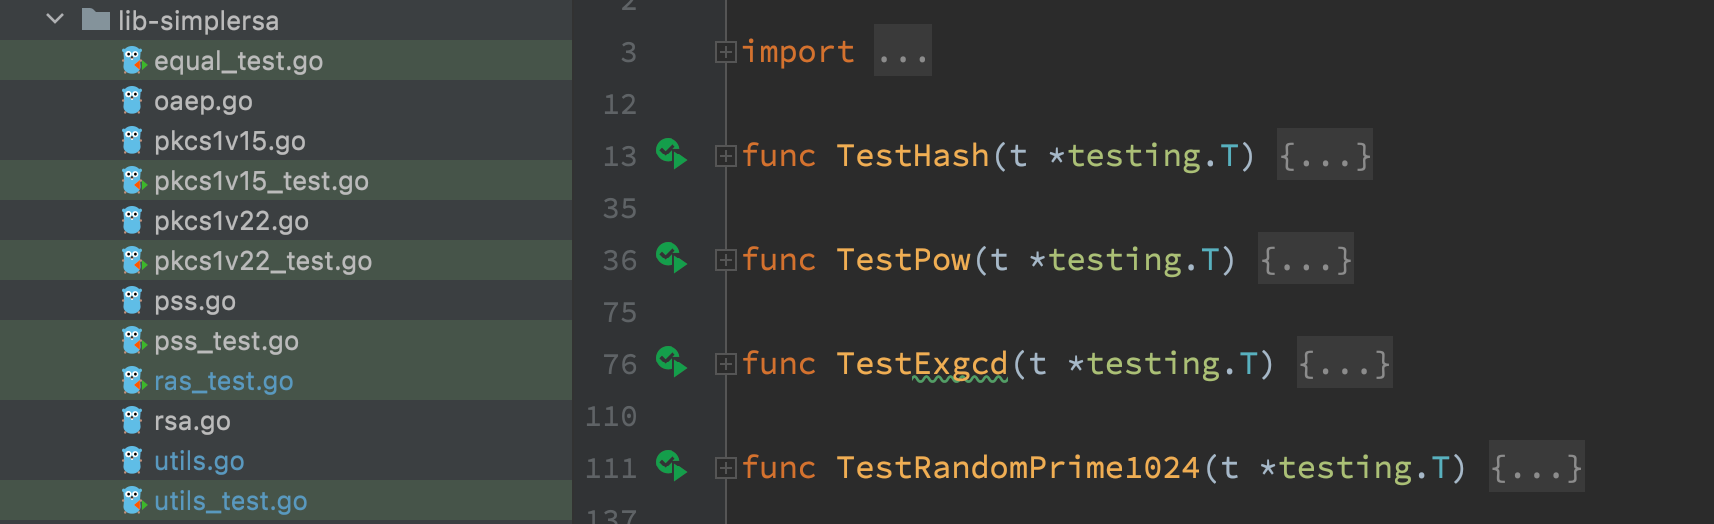 lib-simplersa
equal_test.go
oaep.go
pkcs1v15.go
pkcs1v15_test.go
pkcs1v22.go
pkcs1v22_test.go
pss.go
pss_test.go
ras_test.go
rsa.go
utils.go
utils_test.go
2
3 import ...
12
13 func TestHash(t *testing.T) {...}
35
36 func TestPow(t *testing.T) {...}
75
76 func TestExgcd(t *testing.T) {...}
110
111 func TestRandomPrime1024(t *testing.T) {...}
137